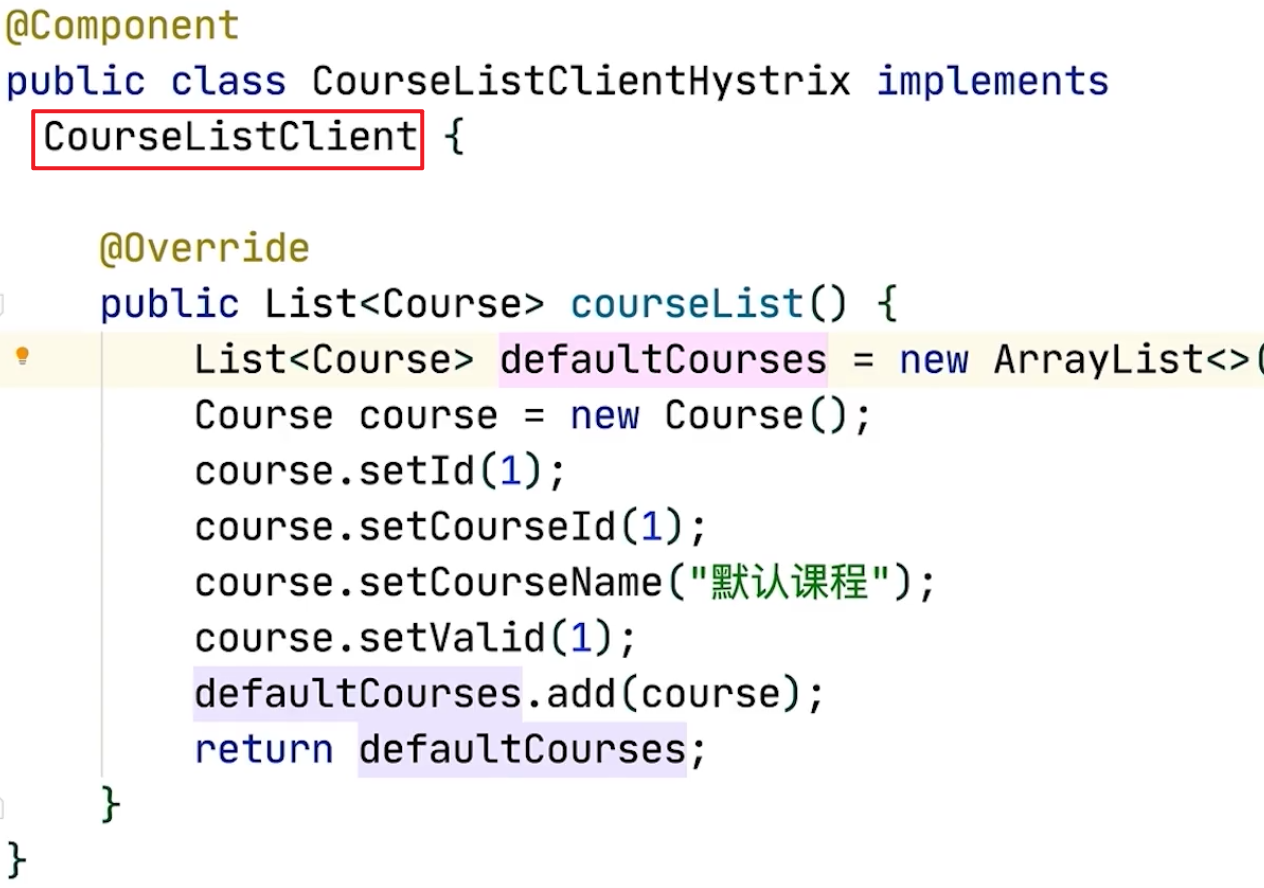 @Component
public class CourseListClientHystrix implements
CourseListClient {
@Override
public List<Course> courseList() {
List<Course> defaultCourses = new ArrayList<>(
Course course = new Course();
course.setId(1);
course.setCourseId(1);
course.setCourseName("默认课程");
course.setValid(1);
defaultCourses.add(course);
return defaultCourses;
}
}